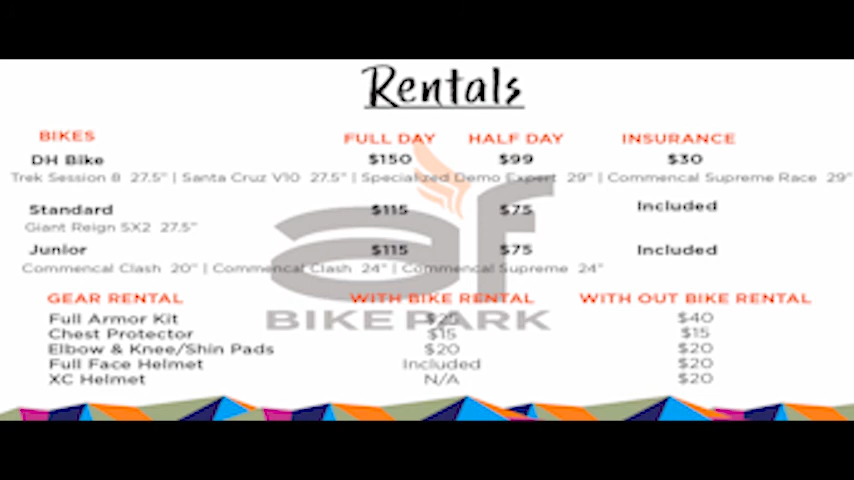 Rentals
BIKES FULL DAY HALF DAY INSURANCE
DH Bike $150 $99 $30
Trek Session 8 27.5" | Santa Cruz V10 27.5" | Specialized Demo Expert 29" | Commencal Supreme Race 29"
Standard $115 $75 Included
Giant Reign SX2 27.5"
Junior $115 $75 Included
Commencal Clash 20" | Commencal Clash 24" | Commencal Supreme 24"
GEAR RENTAL WITH BIKE RENTAL WITH OUT BIKE RENTAL
Full Armor Kit $25 $40
Chest Protector $15 $15
Elbow & Knee/Shin Pads $20 $20
Full Face Helmet Included $20
XC Helmet N/A $20
af
BIKE PARK